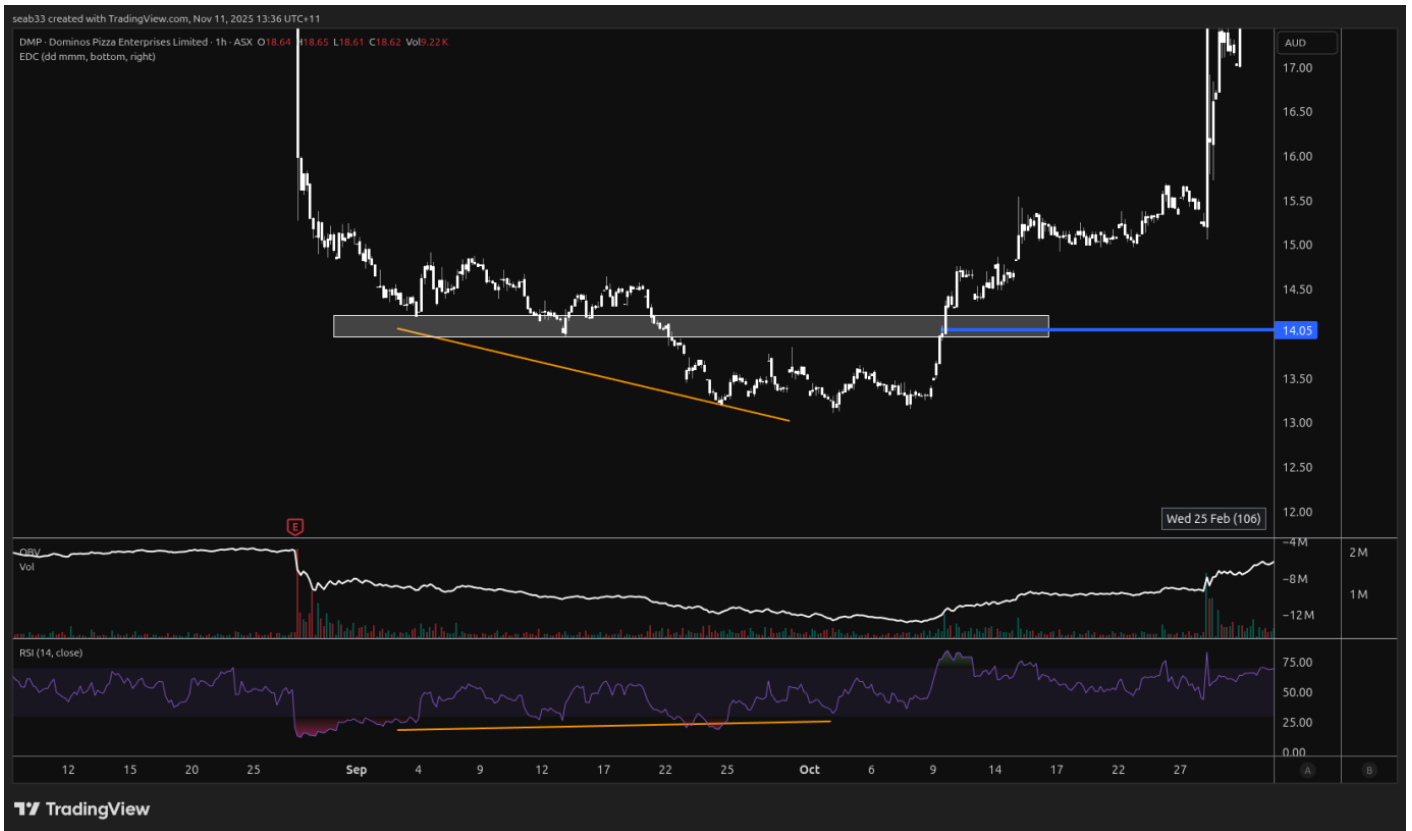 seab33 created with TradingView.com, Nov 11, 2025 13:36 UTC+11
DMP · Dominos Pizza Enterprises Limited · 1h · ASX O18.64 H18.65 L18.61 C18.62 Vol9.22K
EDC (dd mmm, bottom, right)
AUD
17.00
16.50
16.00
15.50
15.00
14.50
14.05
13.50
13.00
12.50
12.00
E
Wed 25 Feb (106)
OBV
Vol
−4M
−8M
−12M
2M
1M
RSI (14, close)
75.00
50.00
25.00
0.00
12 15 20 25 Sep 4 9 12 17 22 25 Oct 6 9 14 17 22 27
A B
TradingView